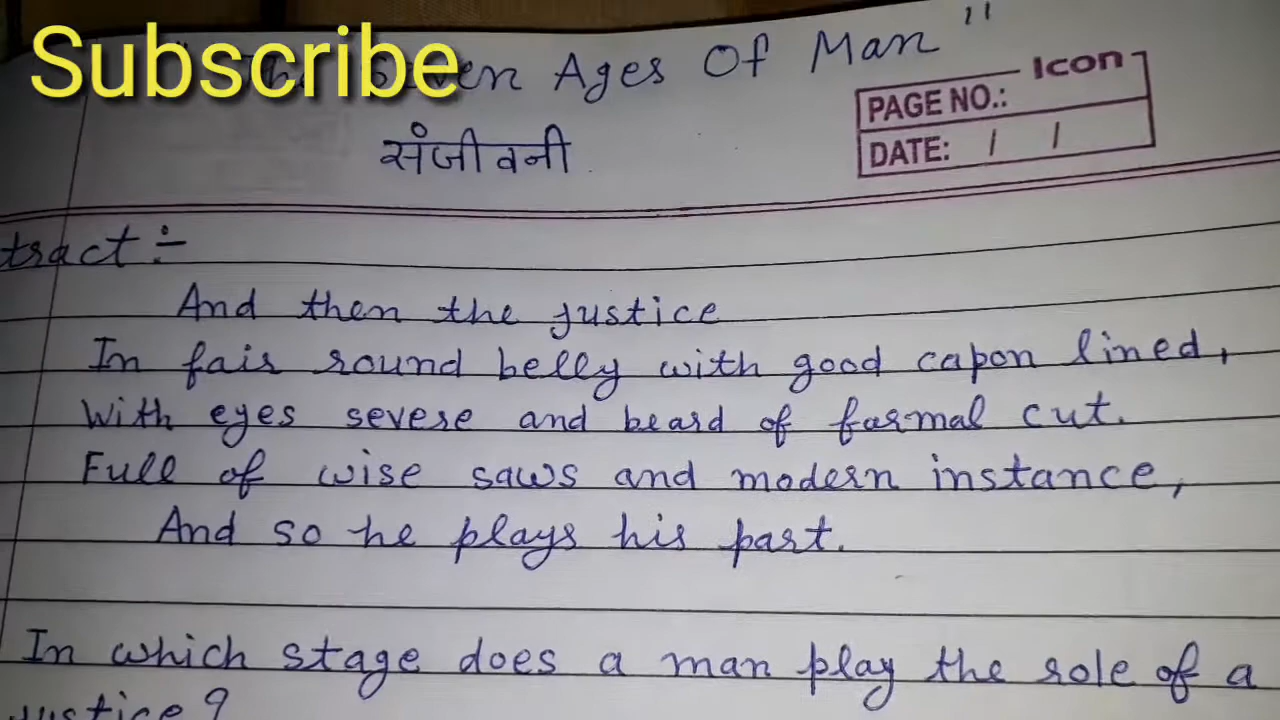 Subscribe
Ages Of Man"
संजीवनी
Icon
PAGE NO.:
DATE: / /
tract :-
And then the justice
In fair round belly with good capon lined,
With eyes severe and beard of formal cut.
Full of wise saws and modern instance,
And so he plays his part.
In which stage does a man play the role of a
justice?